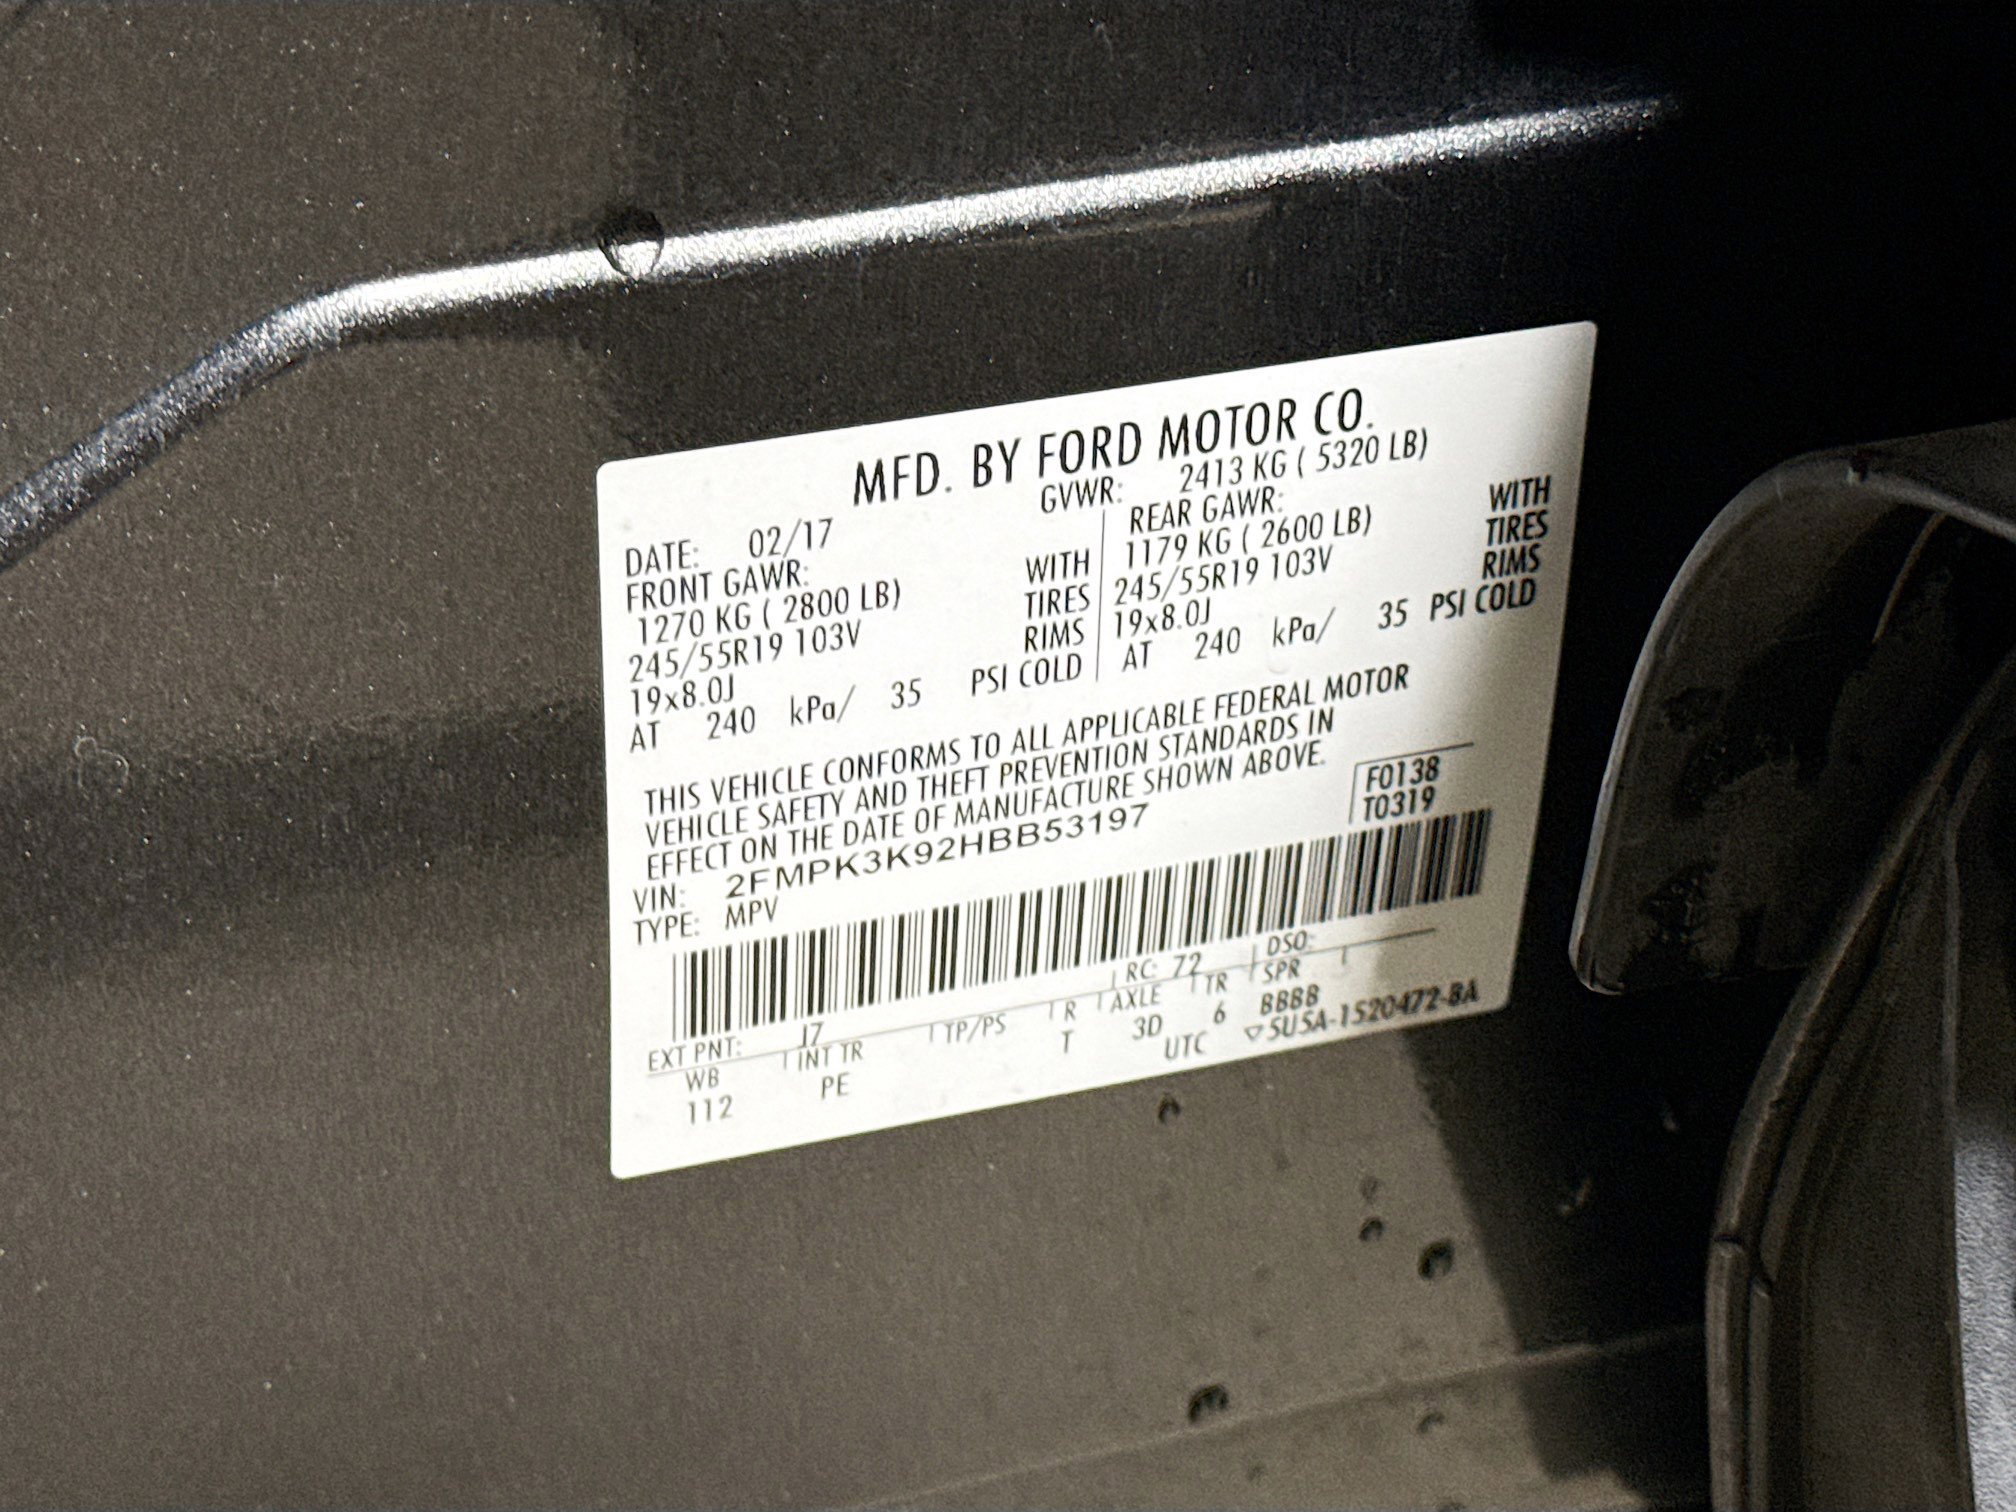 MFD. BY FORD MOTOR CO.
DATE: 02/17 GVWR: 2413 KG ( 5320 LB)
FRONT GAWR: REAR GAWR:
1270 KG ( 2800 LB) WITH 1179 KG ( 2600 LB) WITH
245/55R19 103V TIRES 245/55R19 103V TIRES
19x8.0J RIMS 19x8.0J RIMS
AT 240 kPa/ 35 PSI COLD AT 240 kPa/ 35 PSI COLD
THIS VEHICLE CONFORMS TO ALL APPLICABLE FEDERAL MOTOR
VEHICLE SAFETY AND THEFT PREVENTION STANDARDS IN
EFFECT ON THE DATE OF MANUFACTURE SHOWN ABOVE.
F0138
VIN: 2FMPK3K92HBB53197 T0319
TYPE: MPV
EXT PNT: J7 RC: 72 DSO:
WB INT TR TP/PS R AXLE TR SPR
112 PE T 3D 6 BBBB
UTC ▽5U5A-1520472-BA